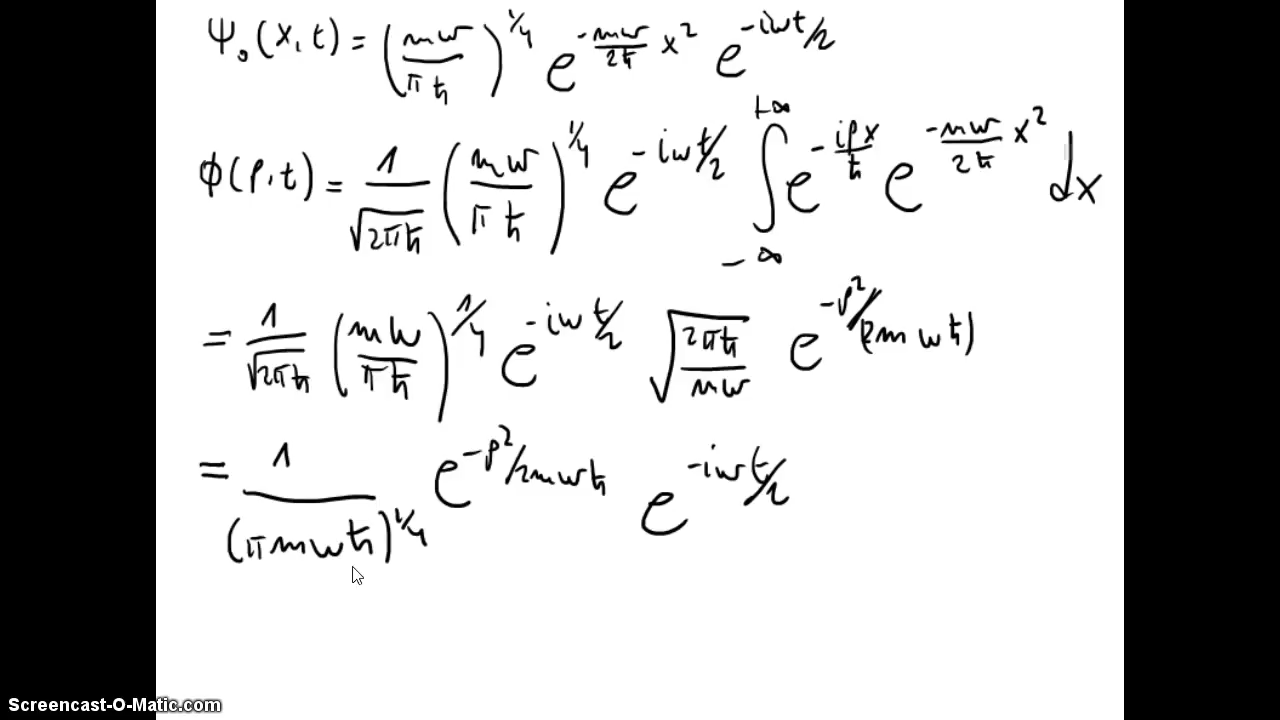 Ψ₀(x,t) = (mω/πħ)^1/4 e^-mω/2ħ x² e^-iωt/2
ϕ(p,t) = 1/√2πħ (mω/πħ)^1/4 e^-iωt/2 ∫_-∞^+∞ e^-ipx/ħ e^-mω/2ħ x² dx
= 1/√2πħ (mω/πħ)^1/4 e^-iωt/2 √2πħ/mω e^-p²/(2mωħ)
= 1/(πmωħ)^1/4 e^-p²/2mωħ e^-iωt/2
Screencast-O-Matic.com